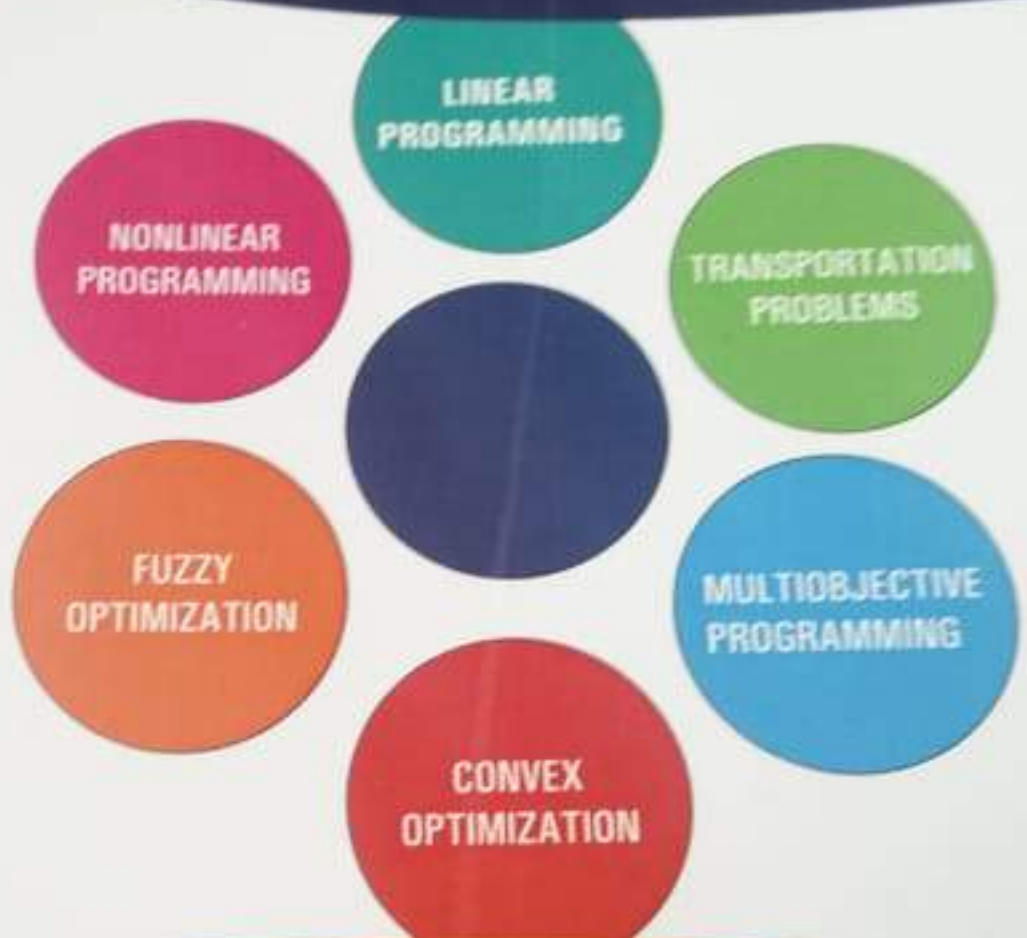 LINEAR
PROGRAMMING
NONLINEAR
PROGRAMMING
TRANSPORTATION
PROBLEMS
FUZZY
OPTIMIZATION
MULTIOBJECTIVE
PROGRAMMING
CONVEX
OPTIMIZATION